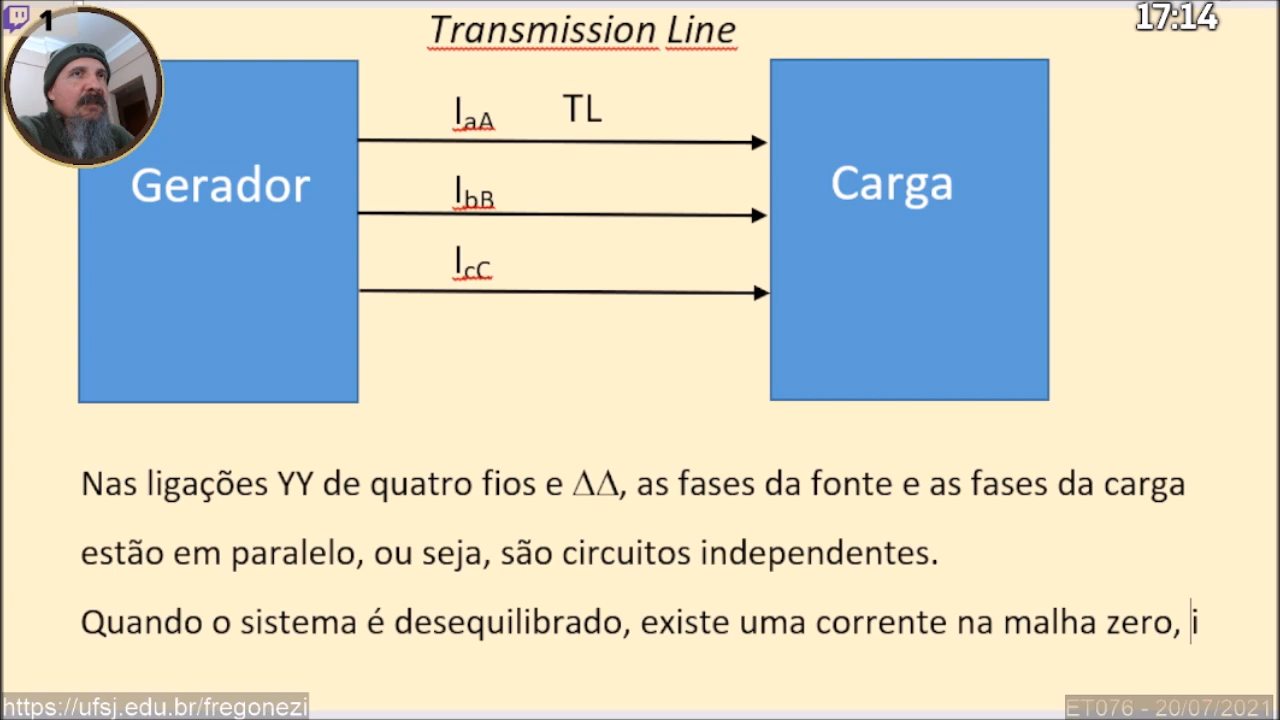 1
17:14
Transmission Line
I_aA TL
Gerador
Carga
I_bB
I_cC
Nas ligações YY de quatro fios e ΔΔ, as fases da fonte e as fases da carga
estão em paralelo, ou seja, são circuitos independentes.
Quando o sistema é desequilibrado, existe uma corrente na malha zero, i
https://ufsj.edu.br/fregonezi
ET076 - 20/07/2021